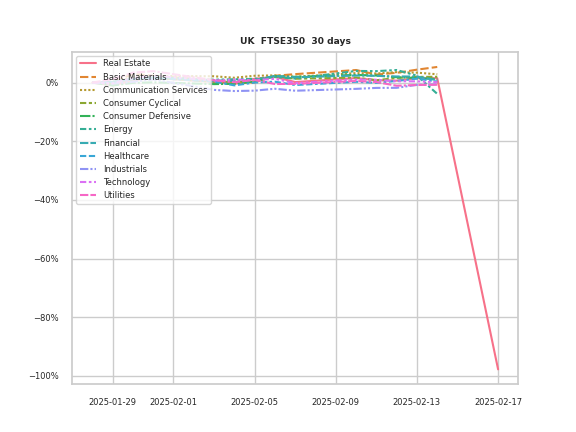 UK FTSE350 30 days
Real Estate
Basic Materials
Communication Services
Consumer Cyclical
Consumer Defensive
Energy
Financial
Healthcare
Industrials
Technology
Utilities
0%
−20%
−40%
−60%
−80%
−100%
2025-01-29 2025-02-01 2025-02-05 2025-02-09 2025-02-13 2025-02-17